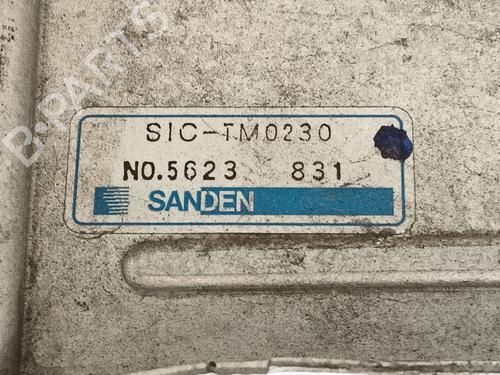 B-PARTS
SIC-TM0230
NO.5623 831
SANDEN